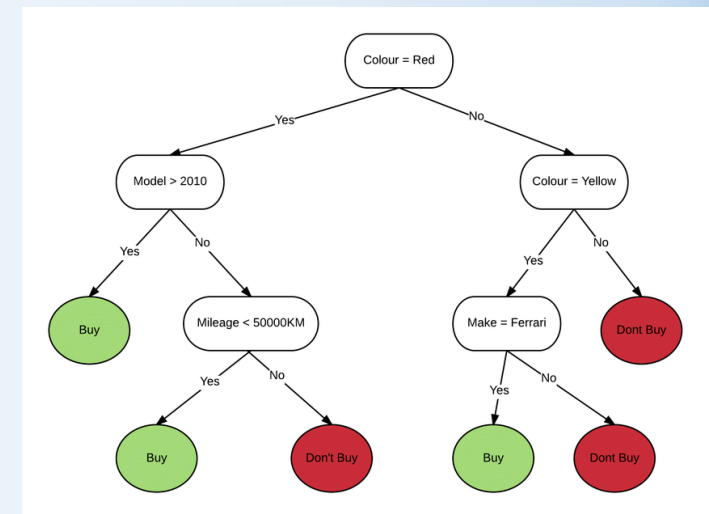 Colour = Red
Yes
No
Model > 2010
Colour = Yellow
Yes
No
Yes
No
Buy
Mileage < 50000KM
Make = Ferrari
Dont Buy
Yes
No
Yes
No
Buy
Don't Buy
Buy
Dont Buy